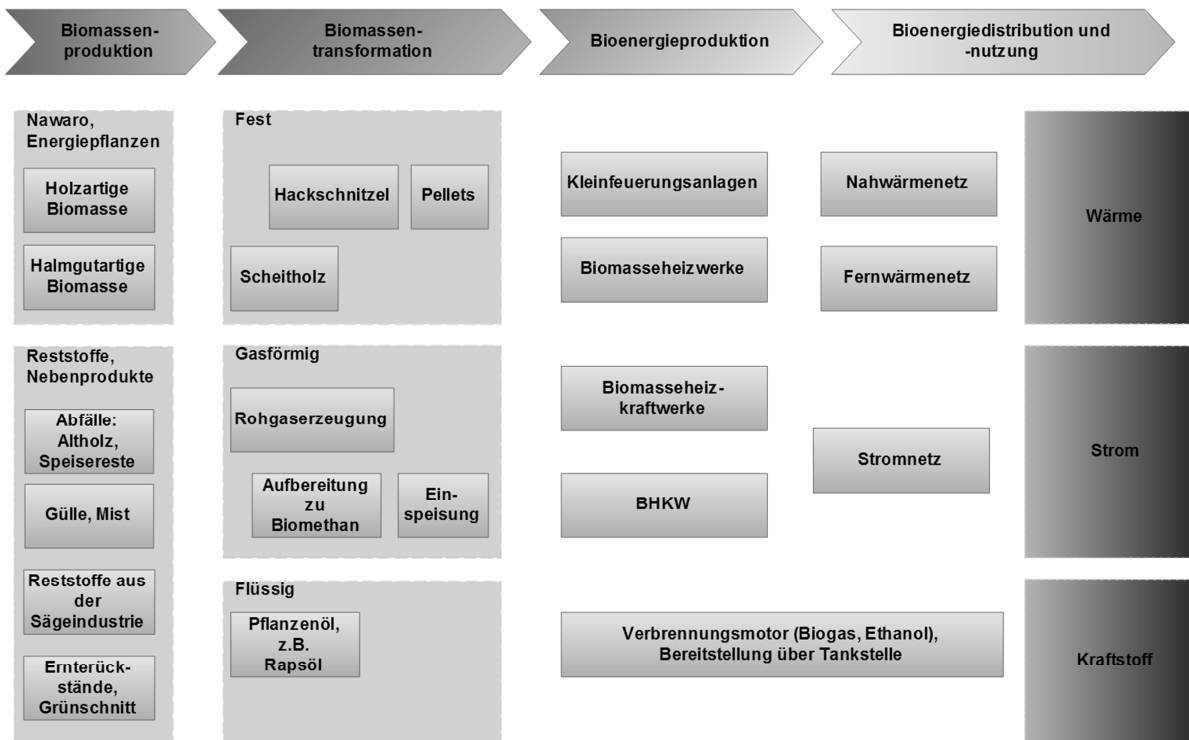 Biomassen-
produktion
Biomassen-
transformation
Bioenergieproduktion
Bioenergiedistribution und
-nutzung
Nawaro,
Energiepflanzen
Holzartige
Biomasse
Halmgutartige
Biomasse
Reststoffe,
Nebenprodukte
Abfälle:
Altholz,
Speisereste
Gülle, Mist
Reststoffe aus
der
Sägeindustrie
Ernterück-
stände,
Grünschnitt
Fest
Hackschnitzel
Pellets
Scheitholz
Gasförmig
Rohgaserzeugung
Aufbereitung
zu
Biomethan
Ein-
speisung
Flüssig
Pflanzenöl,
z.B.
Rapsöl
Kleinfeuerungsanlagen
Biomasseheizwerke
Biomasseheiz-
kraftwerke
BHKW
Nahwärmenetz
Fernwärmenetz
Stromnetz
Verbrennungsmotor (Biogas, Ethanol),
Bereitstellung über Tankstelle
Wärme
Strom
Kraftstoff